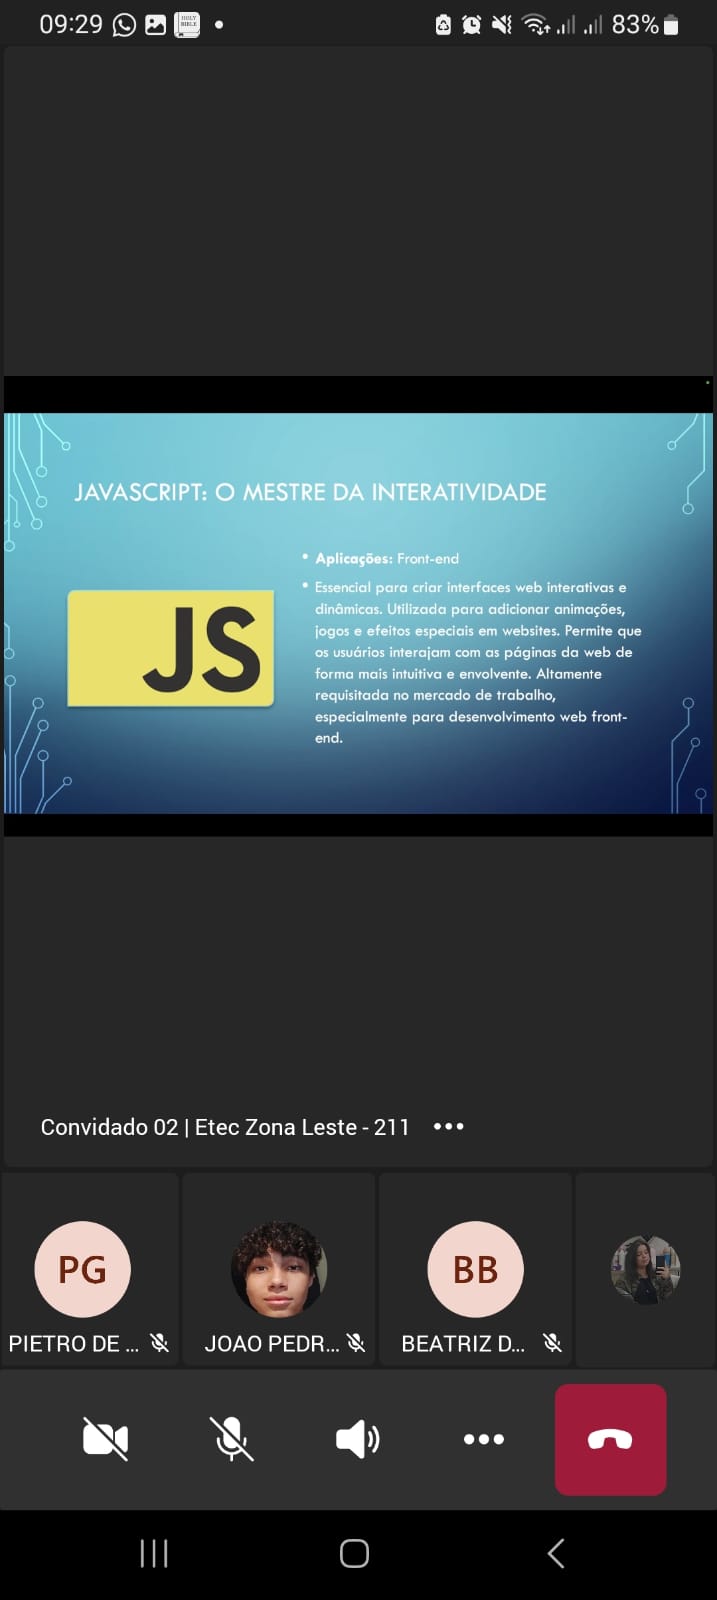 09:29
HOLY
BIBLE
83%
JAVASCRIPT: O MESTRE DA INTERATIVIDADE
• Aplicações: Front-end
• Essencial para criar interfaces web interativas e
dinâmicas. Utilizada para adicionar animações,
jogos e efeitos especiais em websites. Permite que
os usuários interajam com as páginas da web de
forma mais intuitiva e envolvente. Altamente
requisitada no mercado de trabalho,
especialmente para desenvolvimento web front-
end.
JS
Convidado 02 | Etec Zona Leste - 211
PG
BB
PIETRO DE ...
JOAO PEDR...
BEATRIZ D...